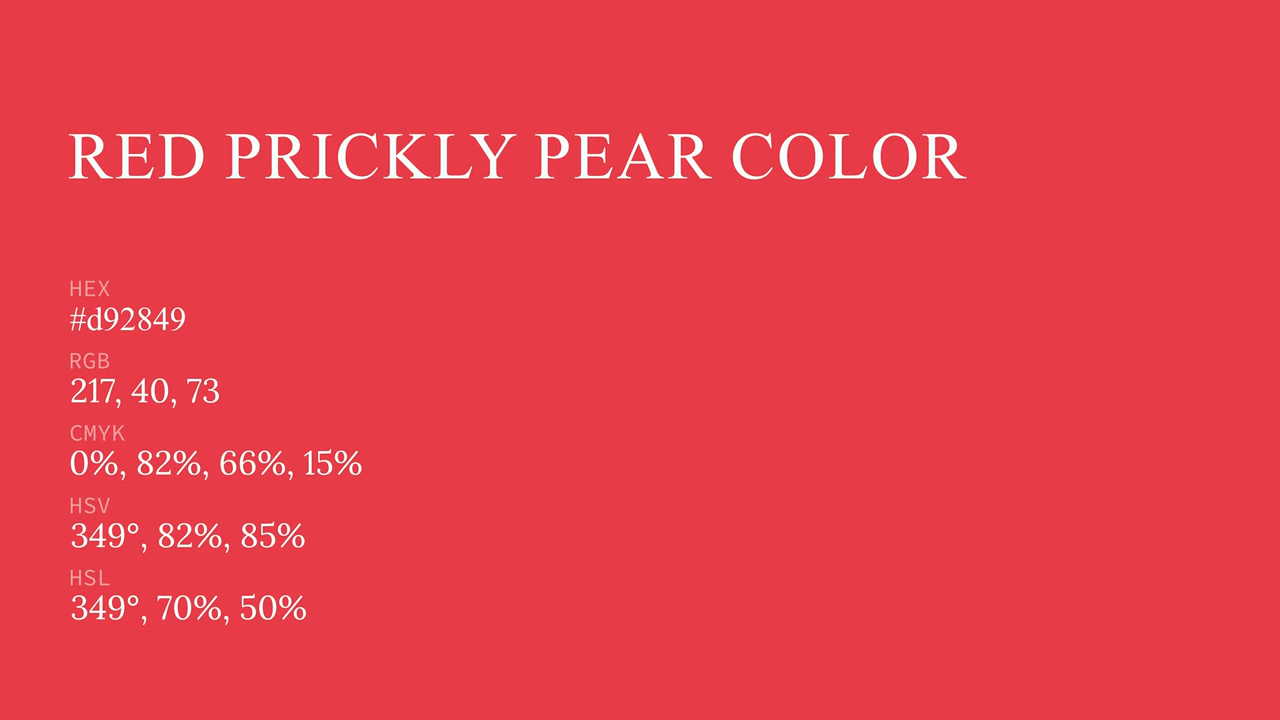 RED PRICKLY PEAR COLOR
HEX
#d92849
RGB
217, 40, 73
CMYK
0%, 82%, 66%, 15%
HSV
349°, 82%, 85%
HSL
349°, 70%, 50%